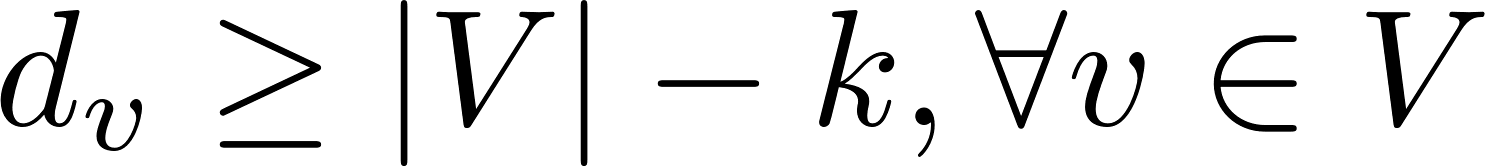 d_v ≥ |V| − k, ∀v ∈ V